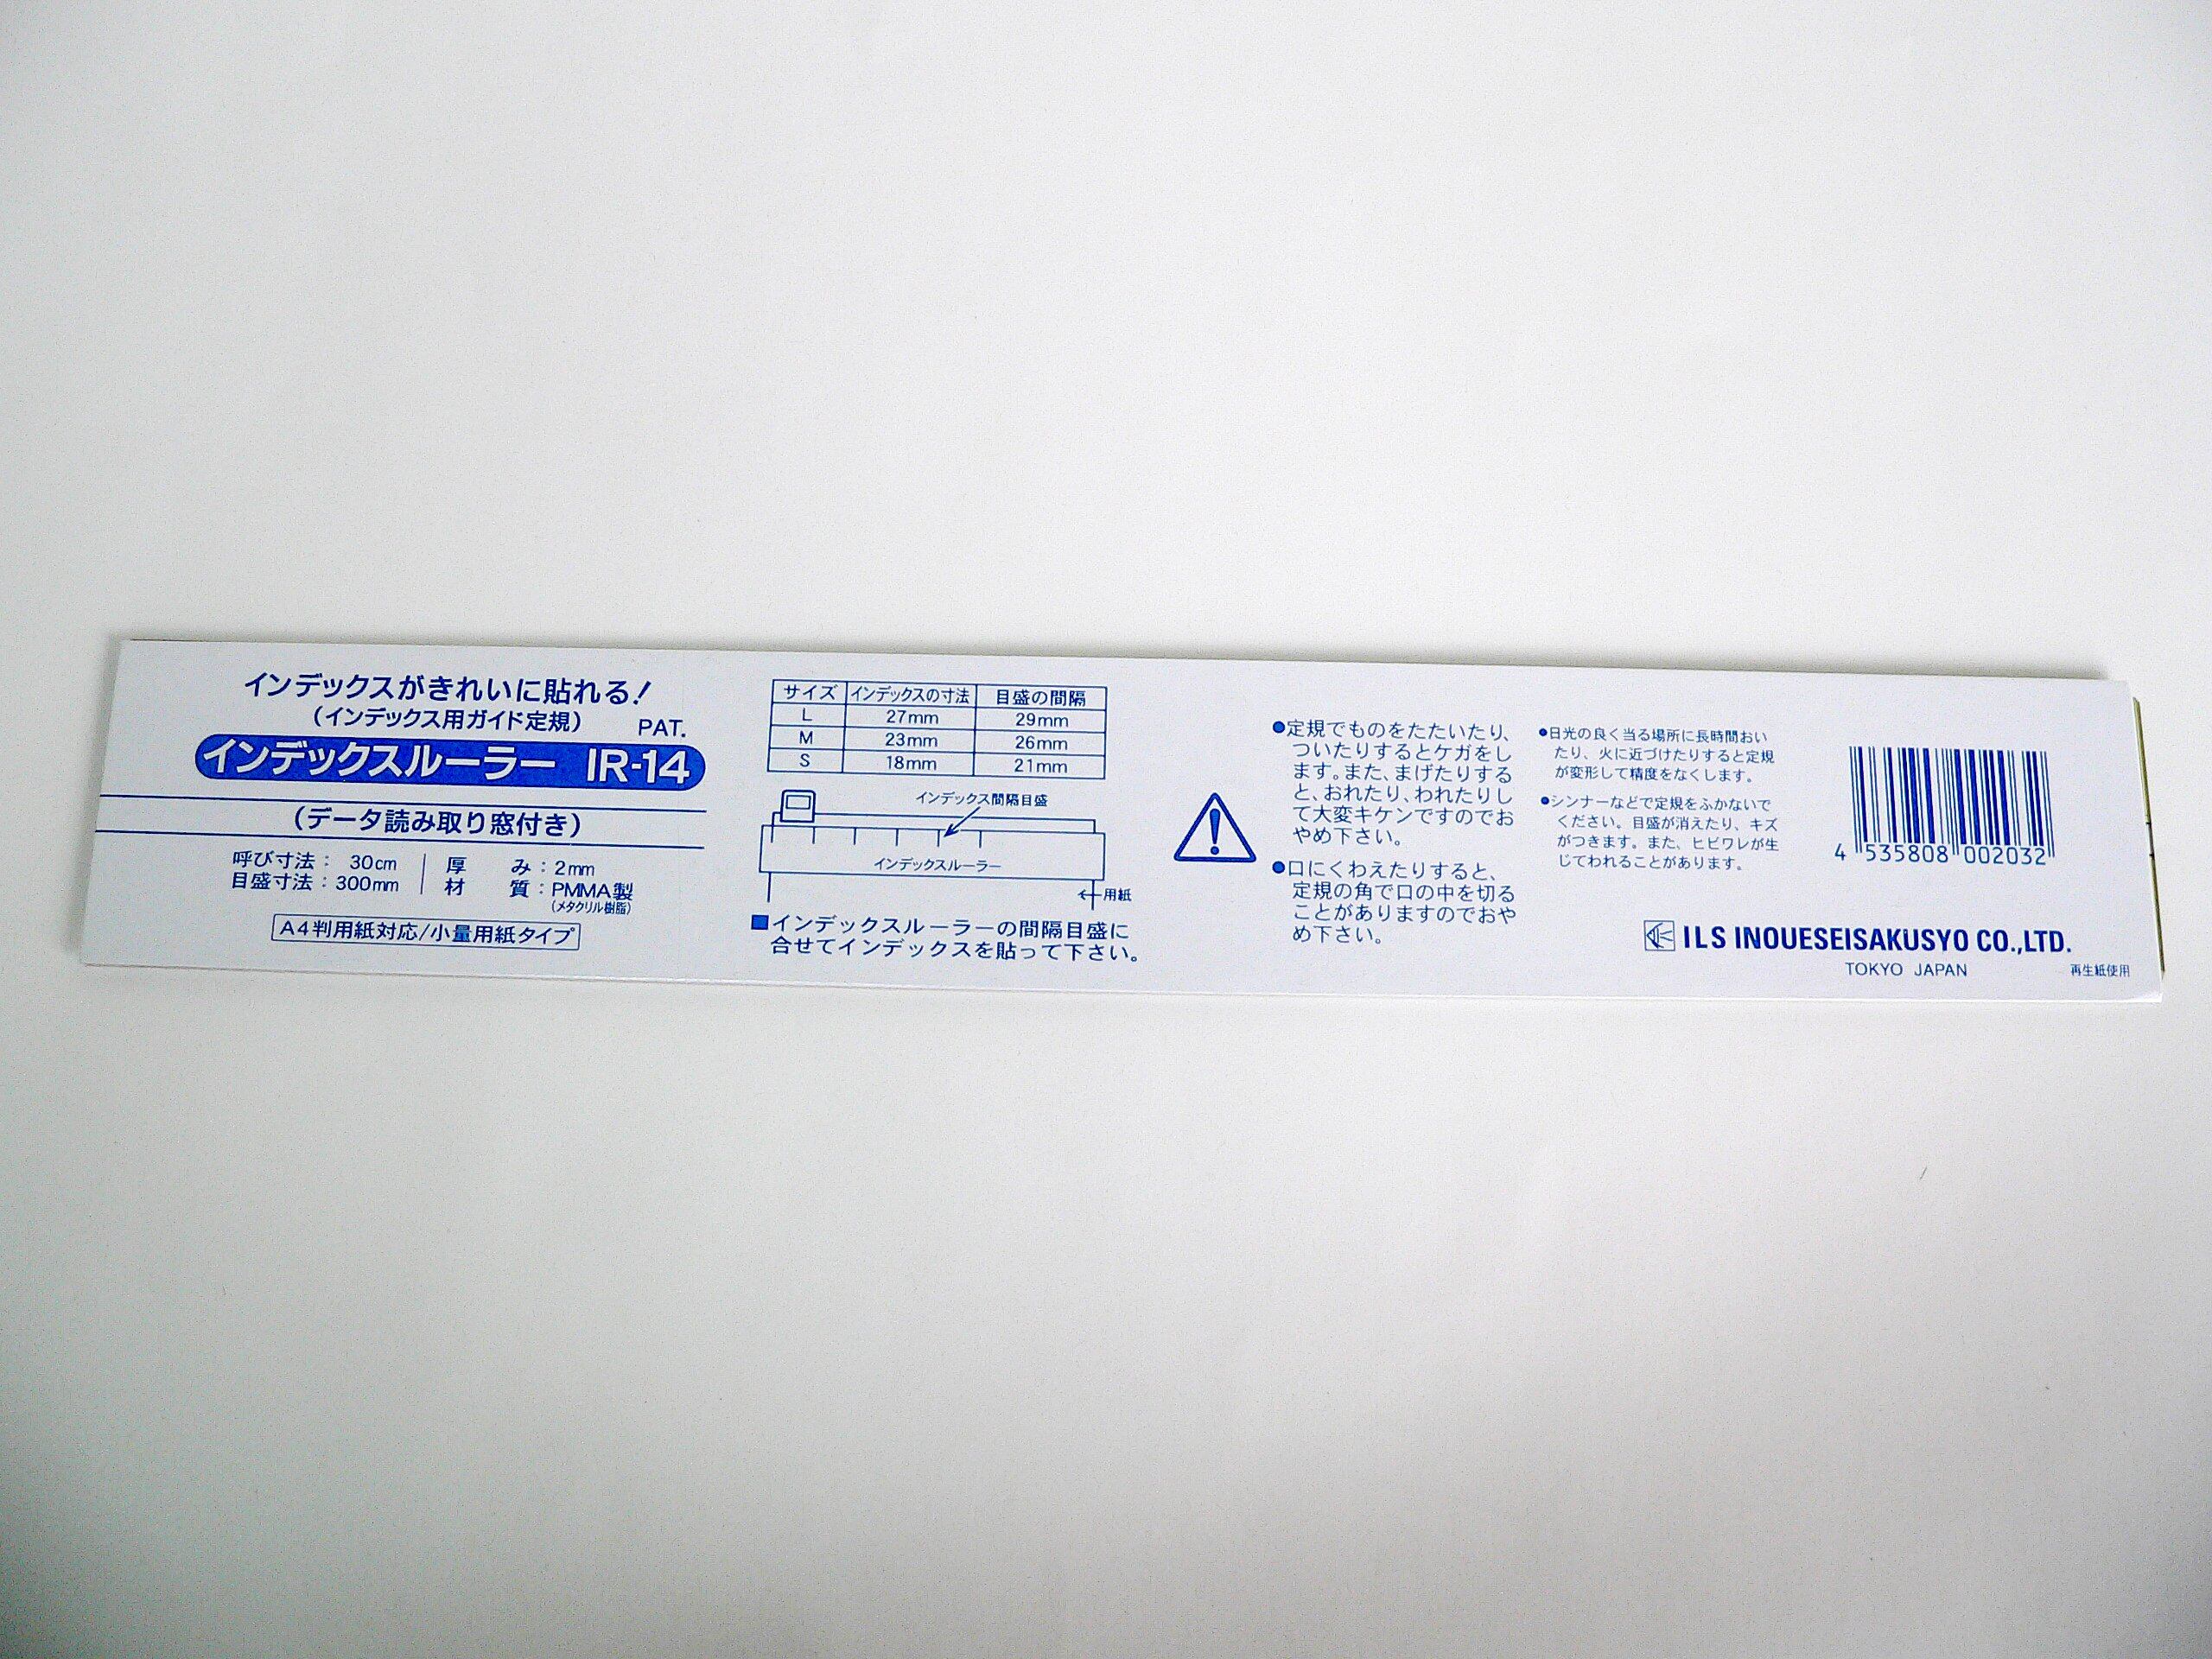 インデックスがきれいに貼れる!
(インデックス用ガイド定規) PAT.
インデックスルーラー IR-14
(データ読み取り窓付き)
呼び寸法: 30cm
目盛寸法:300mm
厚 み:2mm
材 質:PMMA製
(メタクリル樹脂)
A4判用紙対応/小量用紙タイプ
サイズ インデックスの寸法 目盛の間隔
L 27mm 29mm
M 23mm 26mm
S 18mm 21mm
インデックス間隔目盛
インデックスルーラー
用紙
■インデックスルーラーの間隔目盛に
合せてインデックスを貼って下さい。
●定規でものをたたいたり、
ついたりするとケガをし
ます。また、まげたりする
と、おれたり、われたりし
て大変キケンですのでお
やめ下さい。
●口にくわえたりすると、
定規の角で口の中を切る
ことがありますのでおや
め下さい。
●日光の良く当る場所に長時間おい
たり、火に近づけたりすると定規
が変形して精度をなくします。
●シンナーなどで定規をふかないで
ください。目盛が消えたり、キズ
がつきます。また、ヒビワレが生
じてわれることがあります。
4 535808 002032
ILS INOUESEISAKUSYO CO.,LTD.
TOKYO JAPAN
再生紙使用